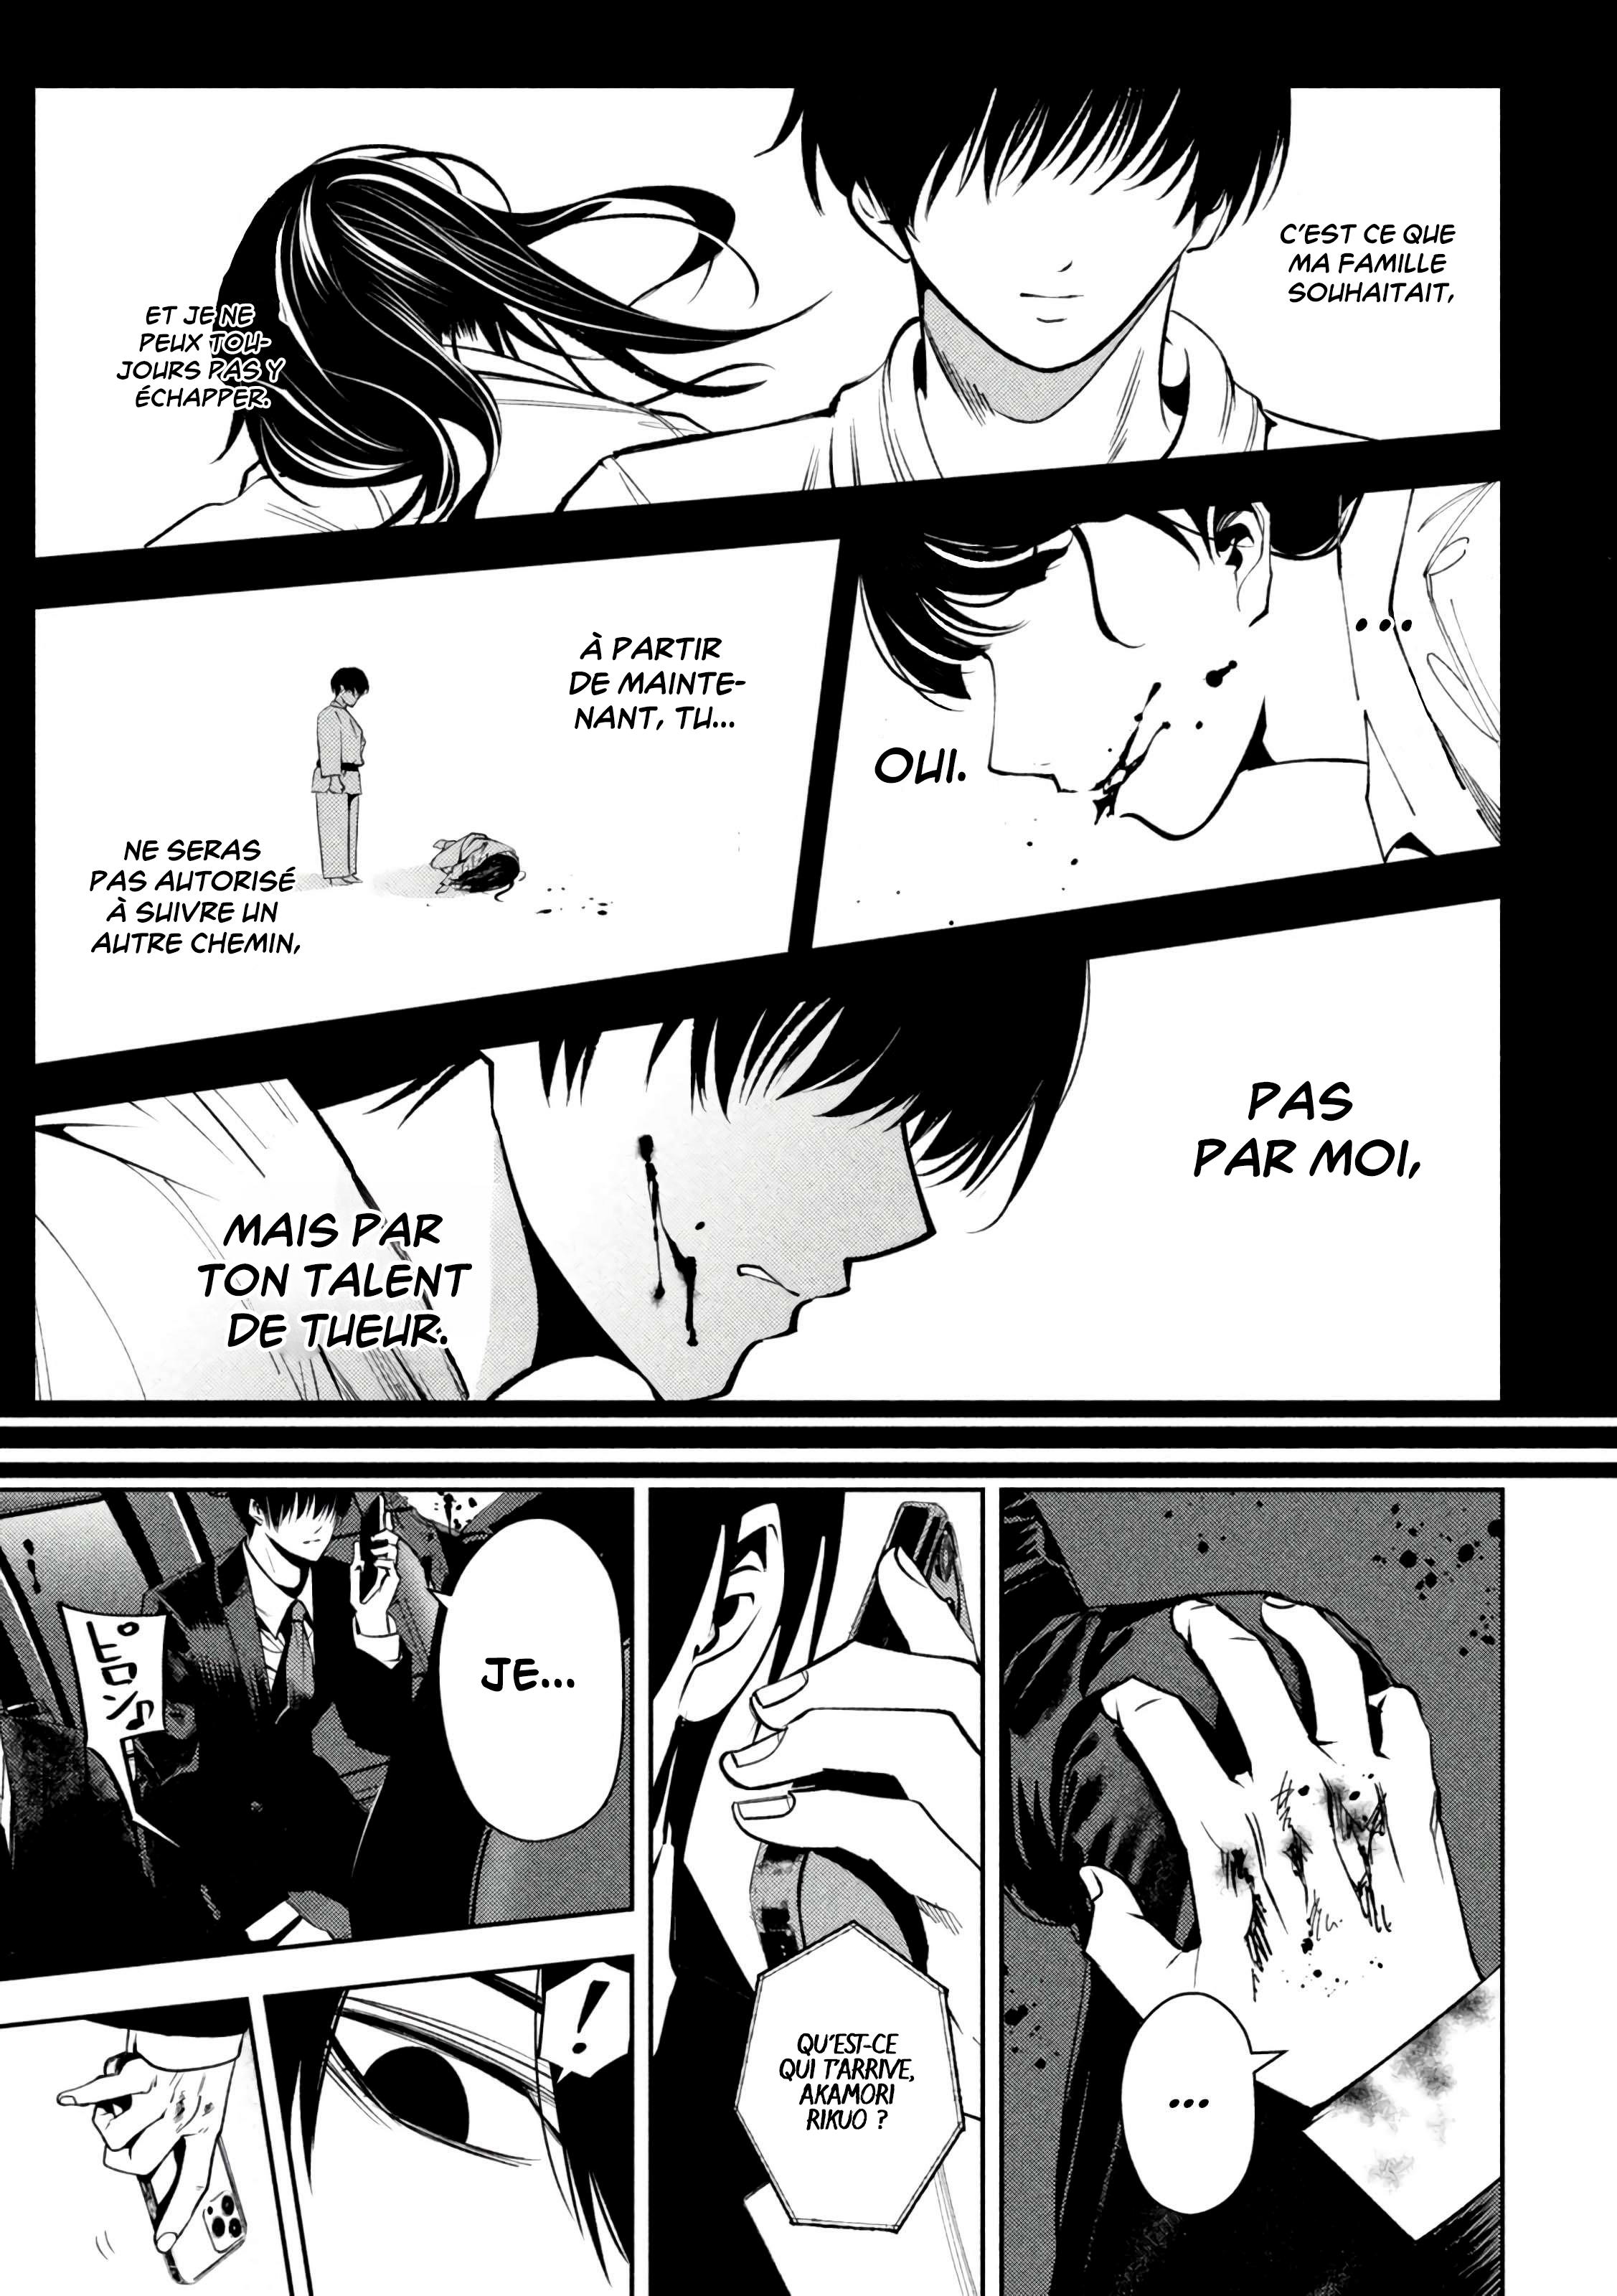 C'EST CE QUE
MA FAMILLE
SOUHAITAIT,
ET JE NE
PEUX TOU-
JOURS PAS Y
ÉCHAPPER.
...
OUI.
À PARTIR
DE MAINTE-
NANT, TU...
NE SERAS
PAS AUTORISÉ
À SUIVRE UN
AUTRE CHEMIN,
PAS
PAR MOI,
MAIS PAR
TON TALENT
DE TUEUR.
...
QU'EST-CE
QUI T'ARRIVE,
AKAMORI
RIKUO ?
JE...
ピロン♪
!